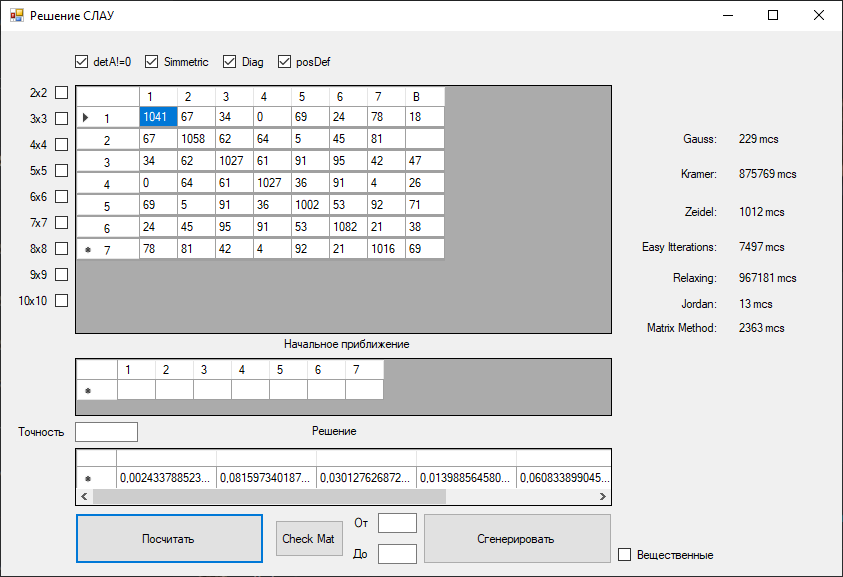 Решение СЛАУ
detA!=0 Simmetric Diag posDef
2x2
3x3
4x4
5x5
6x6
7x7
8x8
9x9
10x10
1 2 3 4 5 6 7 B
1 1041 67 34 0 69 24 78 18
2 67 1058 62 64 5 45 81
3 34 62 1027 61 91 95 42 47
4 0 64 61 1027 36 91 4 26
5 69 5 91 36 1002 53 92 71
6 24 45 95 91 53 1082 21 38
7 78 81 42 4 92 21 1016 69
Gauss: 229 mcs
Kramer: 875769 mcs
Zeidel: 1012 mcs
Easy Itterations: 7497 mcs
Relaxing: 967181 mcs
Jordan: 13 mcs
Matrix Method: 2363 mcs
Начальное приближение
1 2 3 4 5 6 7
Точность
Решение
0,002433788523... 0,081597340187... 0,030127626872... 0,013988564580... 0,060833899045...
Посчитать
Check Mat
От
До
Сгенерировать
Вещественные